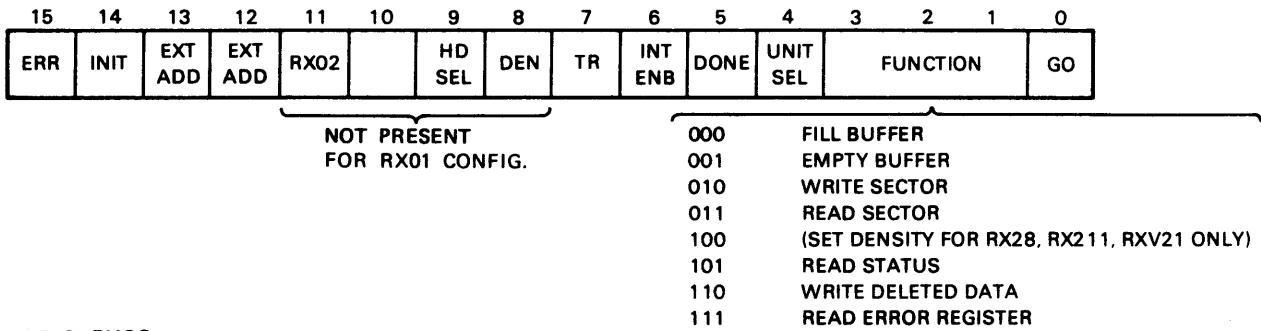 15 14 13 12 11 10 9 8 7 6 5 4 3 2 1 0
ERR INIT EXT ADD EXT ADD RX02 HD SEL DEN TR INT ENB DONE UNIT SEL FUNCTION GO
NOT PRESENT
FOR RX01 CONFIG.
000 FILL BUFFER
001 EMPTY BUFFER
010 WRITE SECTOR
011 READ SECTOR
100 (SET DENSITY FOR RX28, RX211, RXV21 ONLY)
101 READ STATUS
110 WRITE DELETED DATA
111 READ ERROR REGISTER